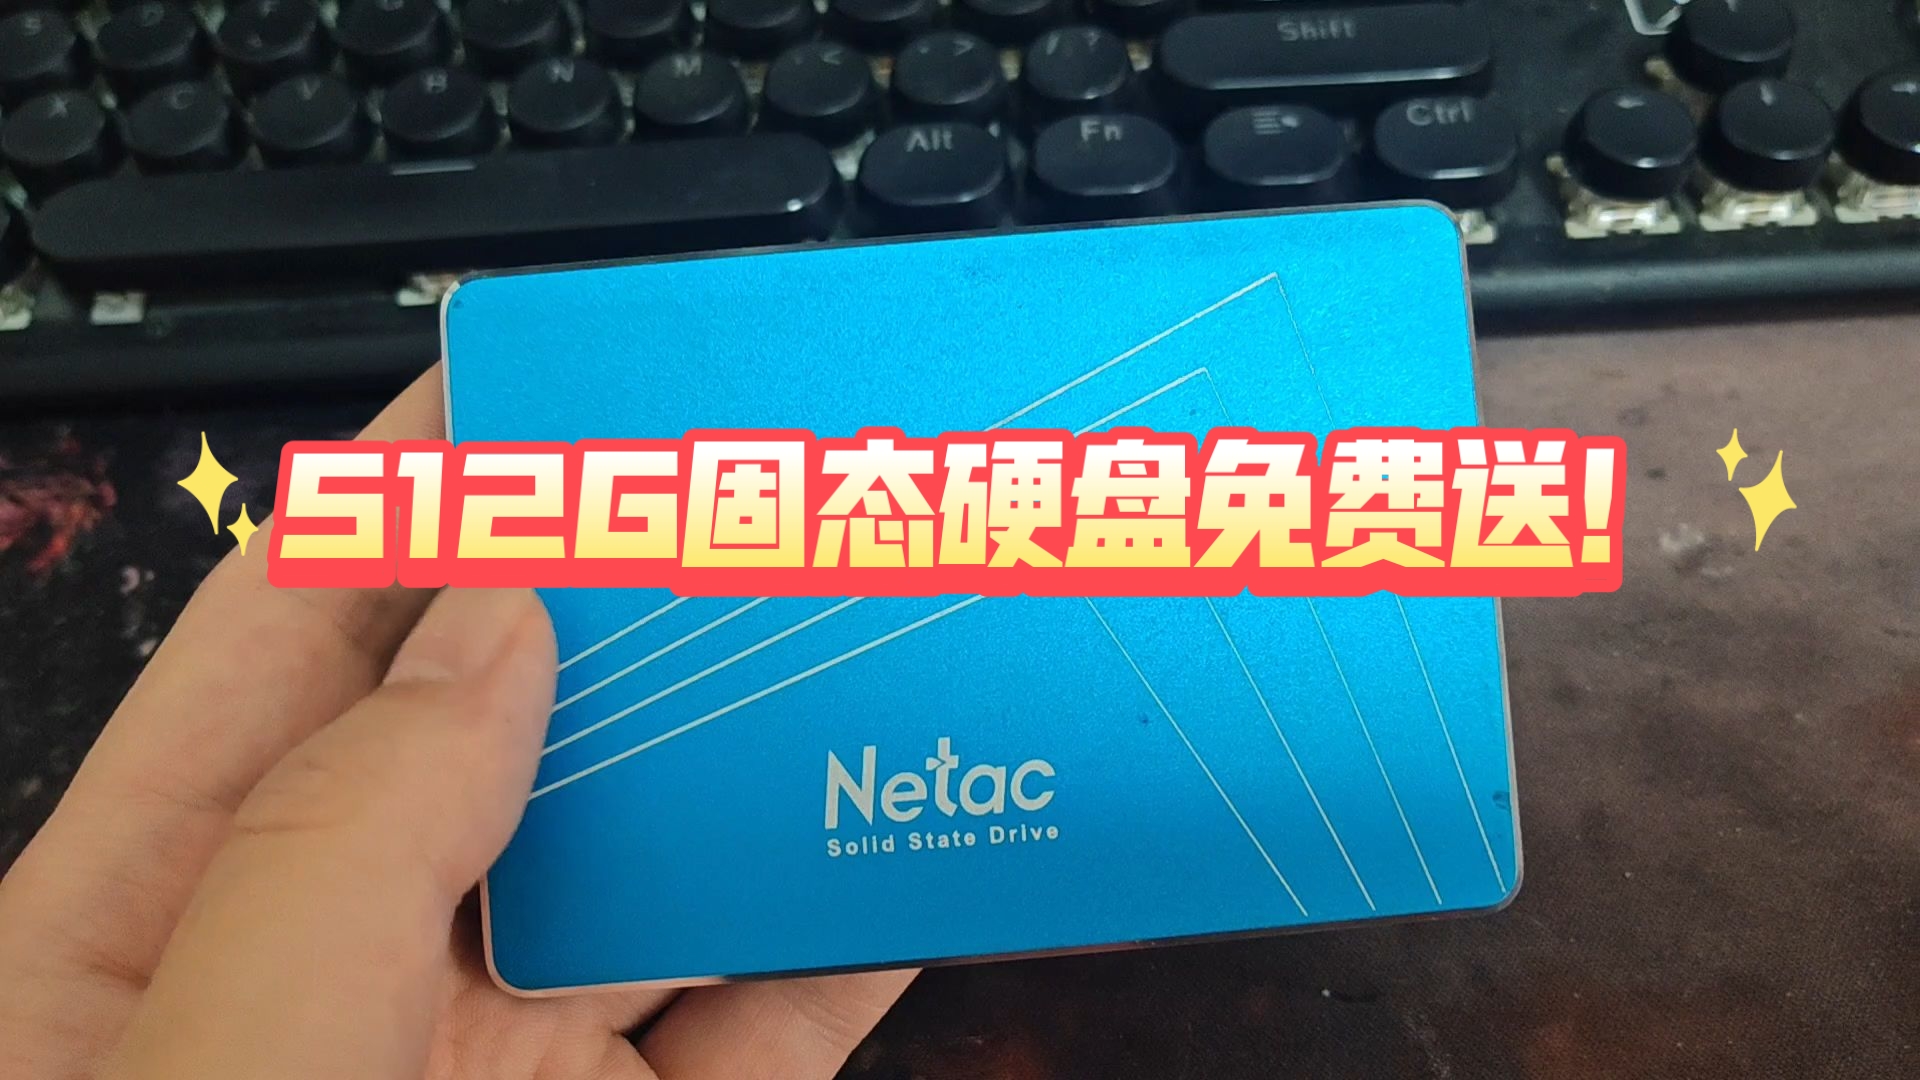 Shift
X C V B N M < > / ?
Alt Fn Ctrl
512G固态硬盘免费送!
Netac
Solid State Drive